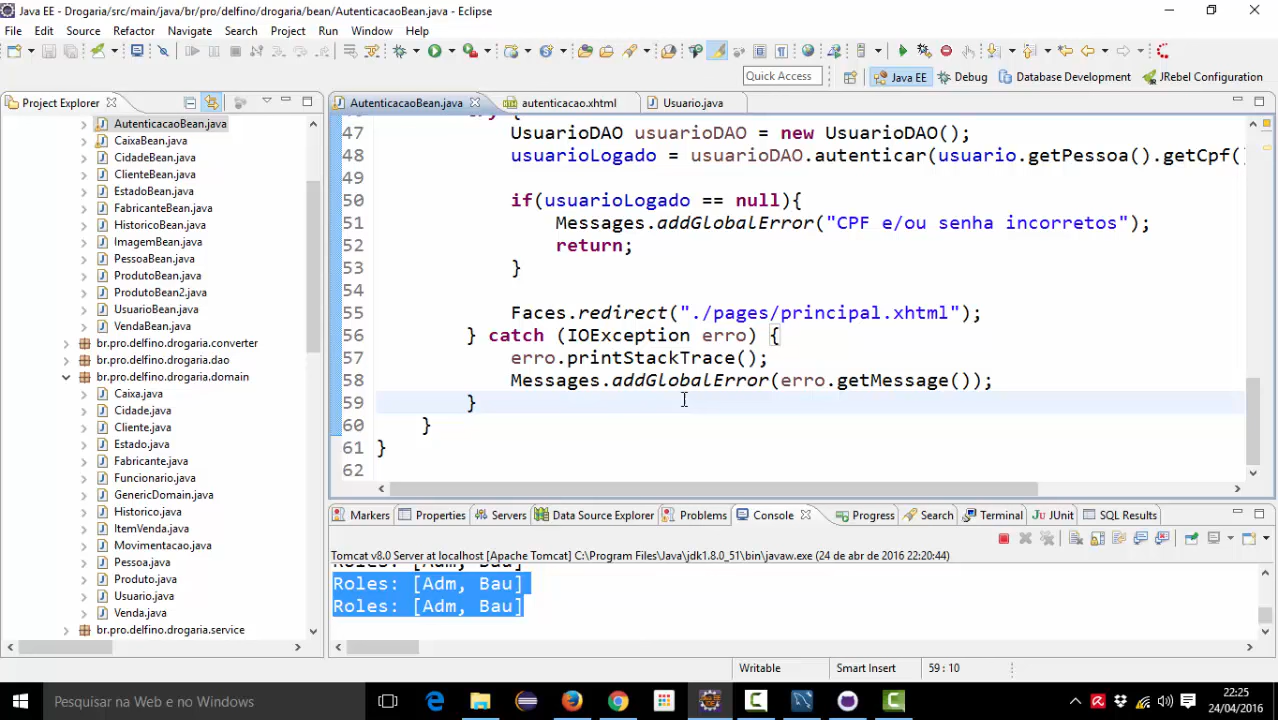 Java EE - Drogaria/src/main/java/br/pro/delfino/drogaria/bean/AutenticacaoBean.java - Eclipse
File Edit Source Refactor Navigate Search Project Run Window Help
Quick Access Java EE Debug Database Development JRebel Configuration
Project Explorer
AutenticacaoBean.java
CaixaBean.java
CidadeBean.java
ClienteBean.java
EstadoBean.java
FabricanteBean.java
HistoricoBean.java
ImagemBean.java
PessoaBean.java
ProdutoBean.java
ProdutoBean2.java
UsuarioBean.java
VendaBean.java
br.pro.delfino.drogaria.converter
br.pro.delfino.drogaria.dao
br.pro.delfino.drogaria.domain
Caixa.java
Cidade.java
Cliente.java
Estado.java
Fabricante.java
Funcionario.java
GenericDomain.java
Historico.java
ItemVenda.java
Movimentacao.java
Pessoa.java
Produto.java
Usuario.java
Venda.java
br.pro.delfino.drogaria.service
AutenticacaoBean.java autenticacao.xhtml Usuario.java
47 UsuarioDAO usuarioDAO = new UsuarioDAO();
48 usuarioLogado = usuarioDAO.autenticar(usuario.getPessoa().getCpf()
49
50 if(usuarioLogado == null){
51 Messages.addGlobalError("CPF e/ou senha incorretos");
52 return;
53 }
54
55 Faces.redirect("./pages/principal.xhtml");
56 } catch (IOException erro) {
57 erro.printStackTrace();
58 Messages.addGlobalError(erro.getMessage());
59 }
60 }
61 }
62
Markers Properties Servers Data Source Explorer Problems Console Progress Search Terminal JUnit SQL Results
Tomcat v8.0 Server at localhost [Apache Tomcat] C:\Program Files\Java\jdk1.8.0_51\bin\javaw.exe (24 de abr de 2016 22:20:44)
Roles: [Adm, Bau]
Roles: [Adm, Bau]
Roles: [Adm, Bau]
Writable Smart Insert 59 : 10
Pesquisar na Web e no Windows
22:25
24/04/2016